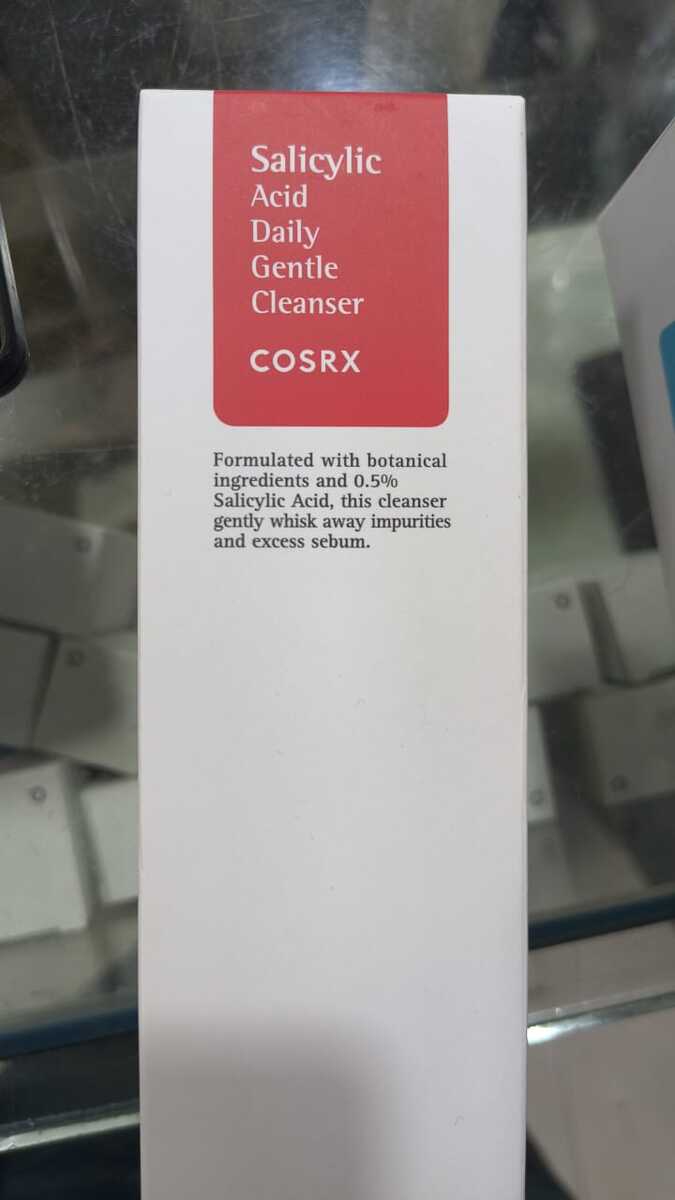 Salicylic
Acid
Daily
Gentle
Cleanser
COSRX
Formulated with botanical
ingredients and 0.5%
Salicylic Acid, this cleanser
gently whisk away impurities
and excess sebum.